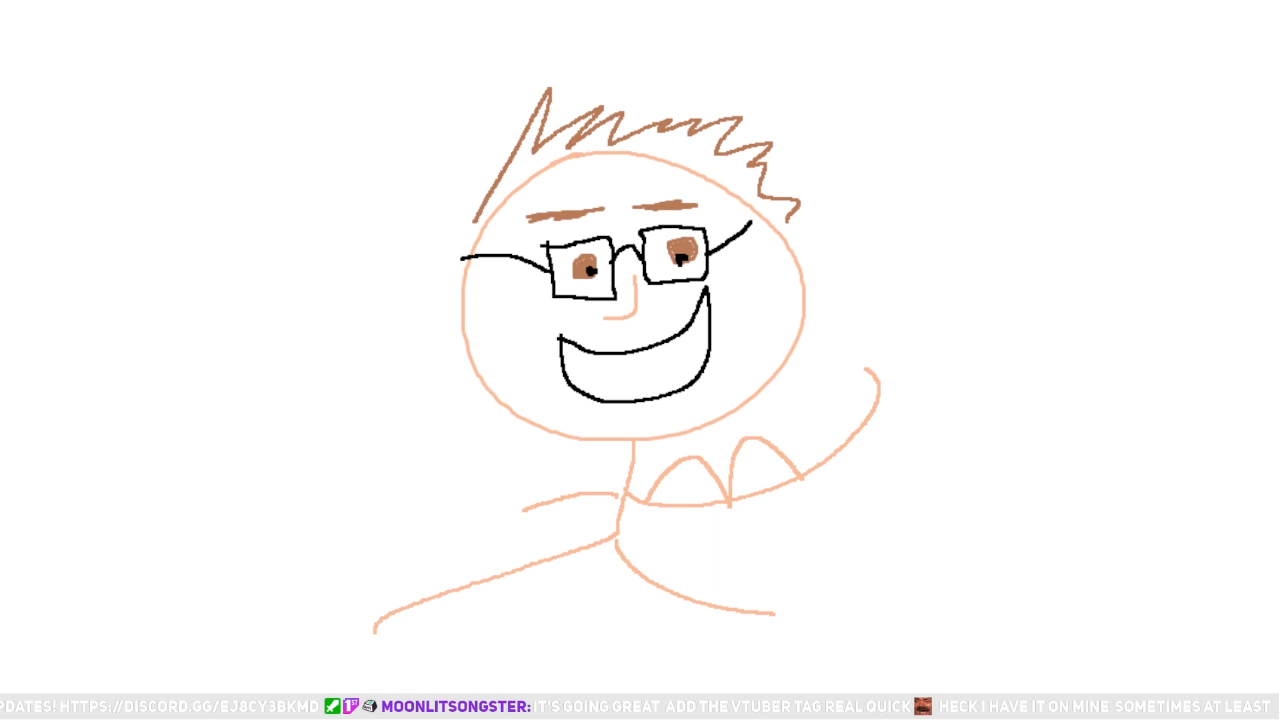 PDATES! HTTPS://DISCORD.GG/EJ8CY3BKMD MOONLITSONGSTER: IT'S GOING GREAT ADD THE VTUBER TAG REAL QUICK HECK I HAVE IT ON MINE SOMETIMES AT LEAST